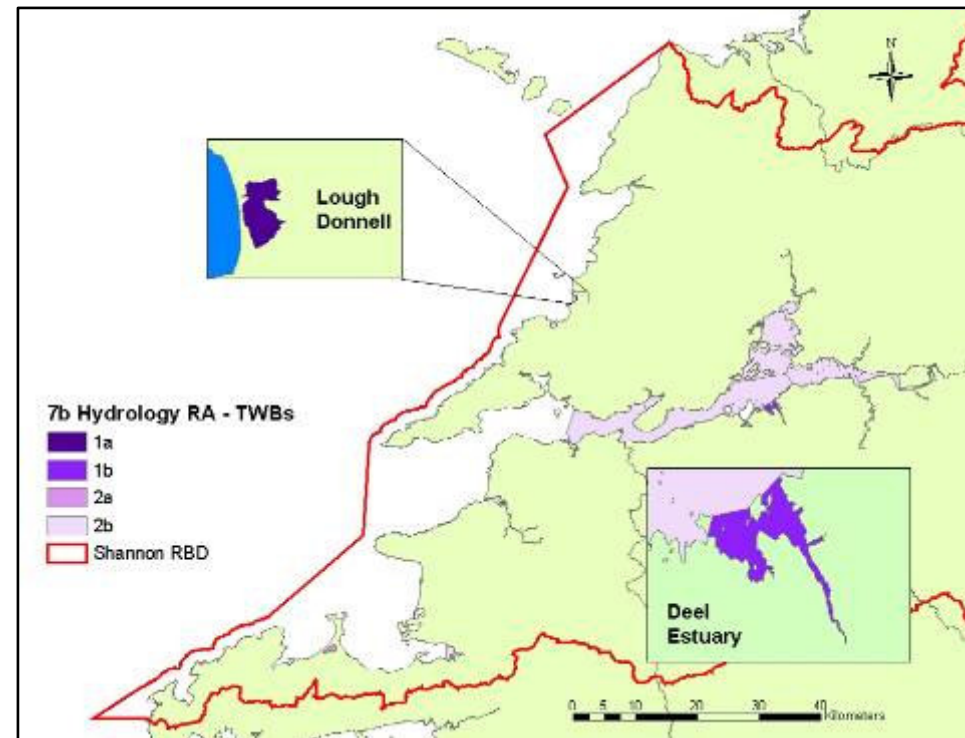 N
Lough
Donnell
7b Hydrology RA - TWBs
1a
1b
2a
2b
Shannon RBD
Deel
Estuary
0 5 10 20 30 40
Kilometers